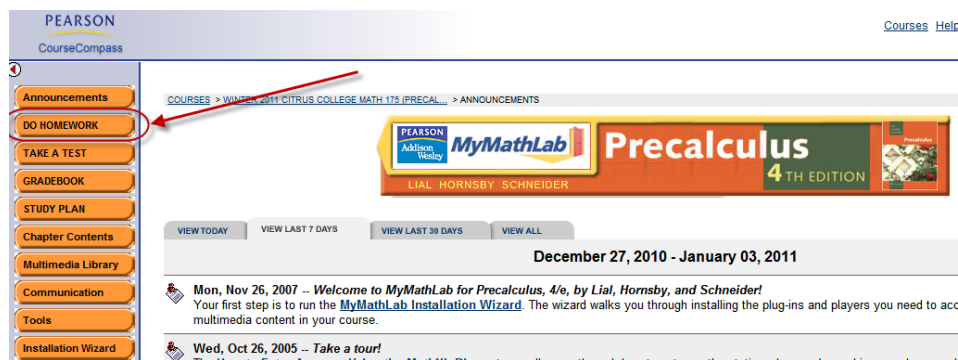 PEARSON
CourseCompass
Courses Help
Announcements
DO HOMEWORK
TAKE A TEST
GRADEBOOK
STUDY PLAN
Chapter Contents
Multimedia Library
Communication
Tools
Installation Wizard
COURSES > WINTER 2011 CITRUS COLLEGE MATH 175 (PRECAL... > ANNOUNCEMENTS
PEARSON
Addison
Wesley
MyMathLab
Precalculus
4TH EDITION
LIAL HORNSBY SCHNEIDER
Precalculus
VIEW TODAY VIEW LAST 7 DAYS VIEW LAST 30 DAYS VIEW ALL
December 27, 2010 - January 03, 2011
Mon, Nov 26, 2007 -- Welcome to MyMathLab for Precalculus, 4/e, by Lial, Hornsby, and Schneider!
Your first step is to run the MyMathLab Installation Wizard. The wizard walks you through installing the plug-ins and players you need to acc
multimedia content in your course.
Wed, Oct 26, 2005 -- Take a tour!